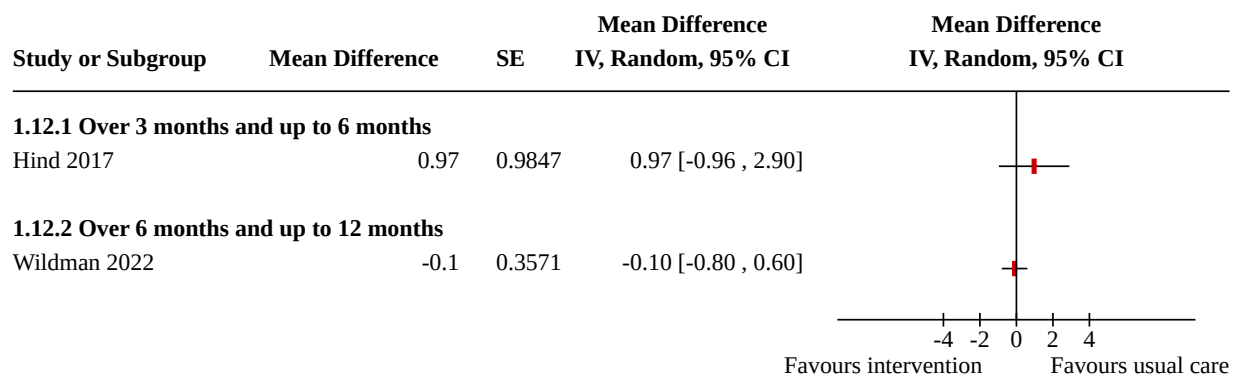 Mean Difference Mean Difference
Study or Subgroup Mean Difference SE IV, Random, 95% CI IV, Random, 95% CI
1.12.1 Over 3 months and up to 6 months
Hind 2017 0.97 0.9847 0.97 [-0.96 , 2.90]
1.12.2 Over 6 months and up to 12 months
Wildman 2022 -0.1 0.3571 -0.10 [-0.80 , 0.60]
-4 -2 0 2 4
Favours intervention Favours usual care